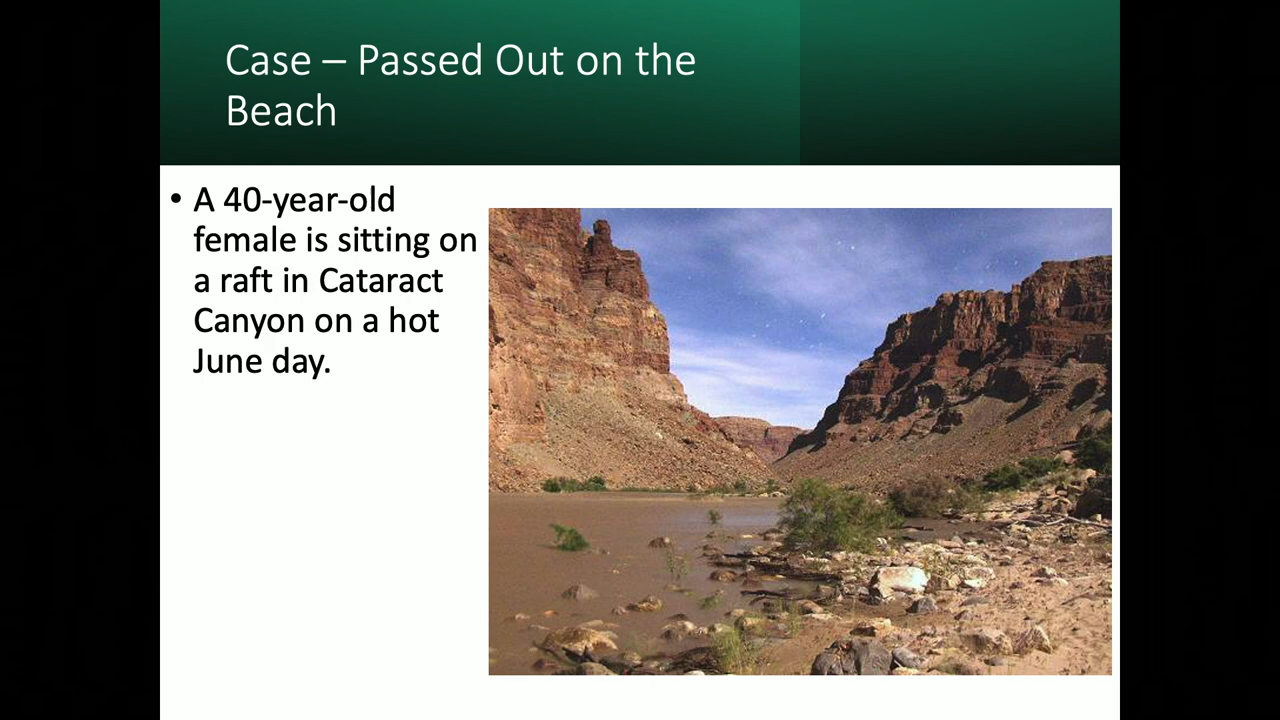 Case – Passed Out on the
Beach
• A 40-year-old
female is sitting on
a raft in Cataract
Canyon on a hot
June day.